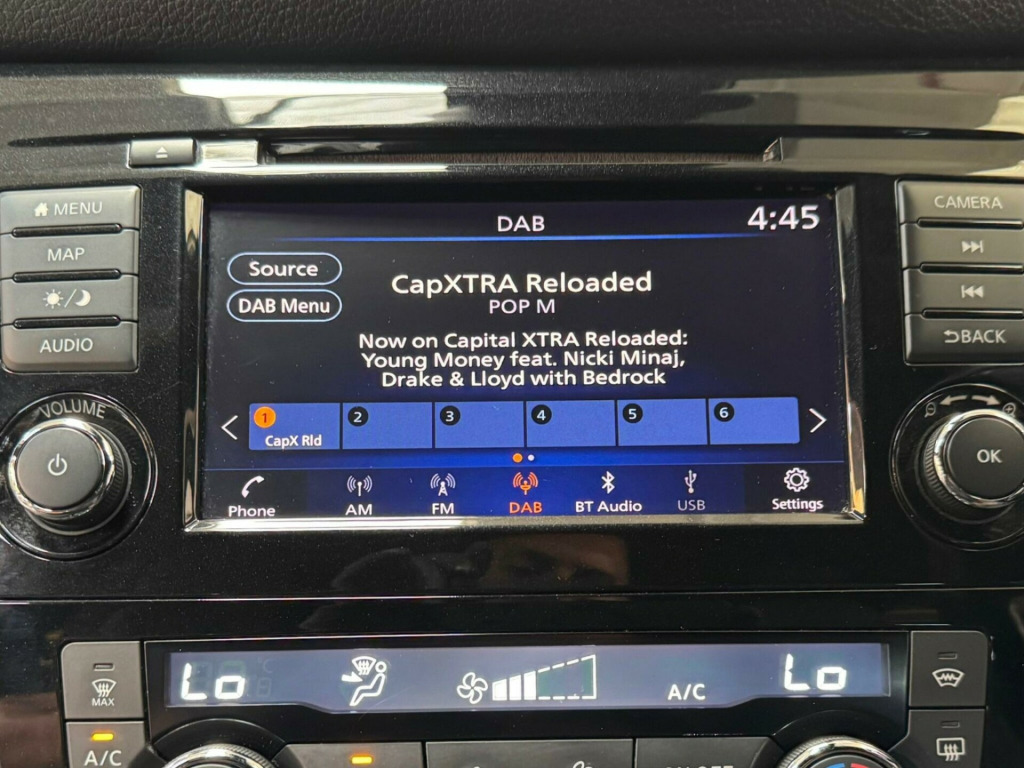 MENU
MAP
AUDIO
VOLUME
DAB
4:45
Source
DAB Menu
CapXTRA Reloaded
POP M
Now on Capital XTRA Reloaded:
Young Money feat. Nicki Minaj,
Drake & Lloyd with Bedrock
1 2 3 4 5 6
CapX Rld
Phone AM FM DAB BT Audio USB Settings
CAMERA
BACK
OK
Lo A/C Lo
MAX
A/C